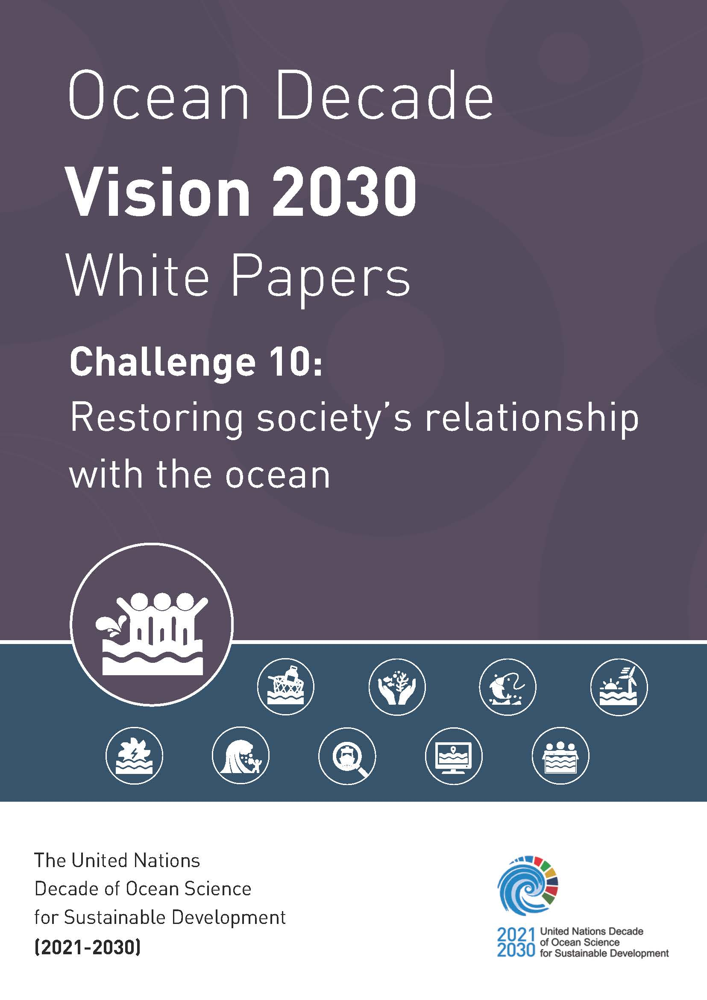 Ocean Decade
Vision 2030
White Papers
Challenge 10:
Restoring society’s relationship
with the ocean
The United Nations
Decade of Ocean Science
for Sustainable Development
(2021-2030)
2021
2030
United Nations Decade
of Ocean Science
for Sustainable Development